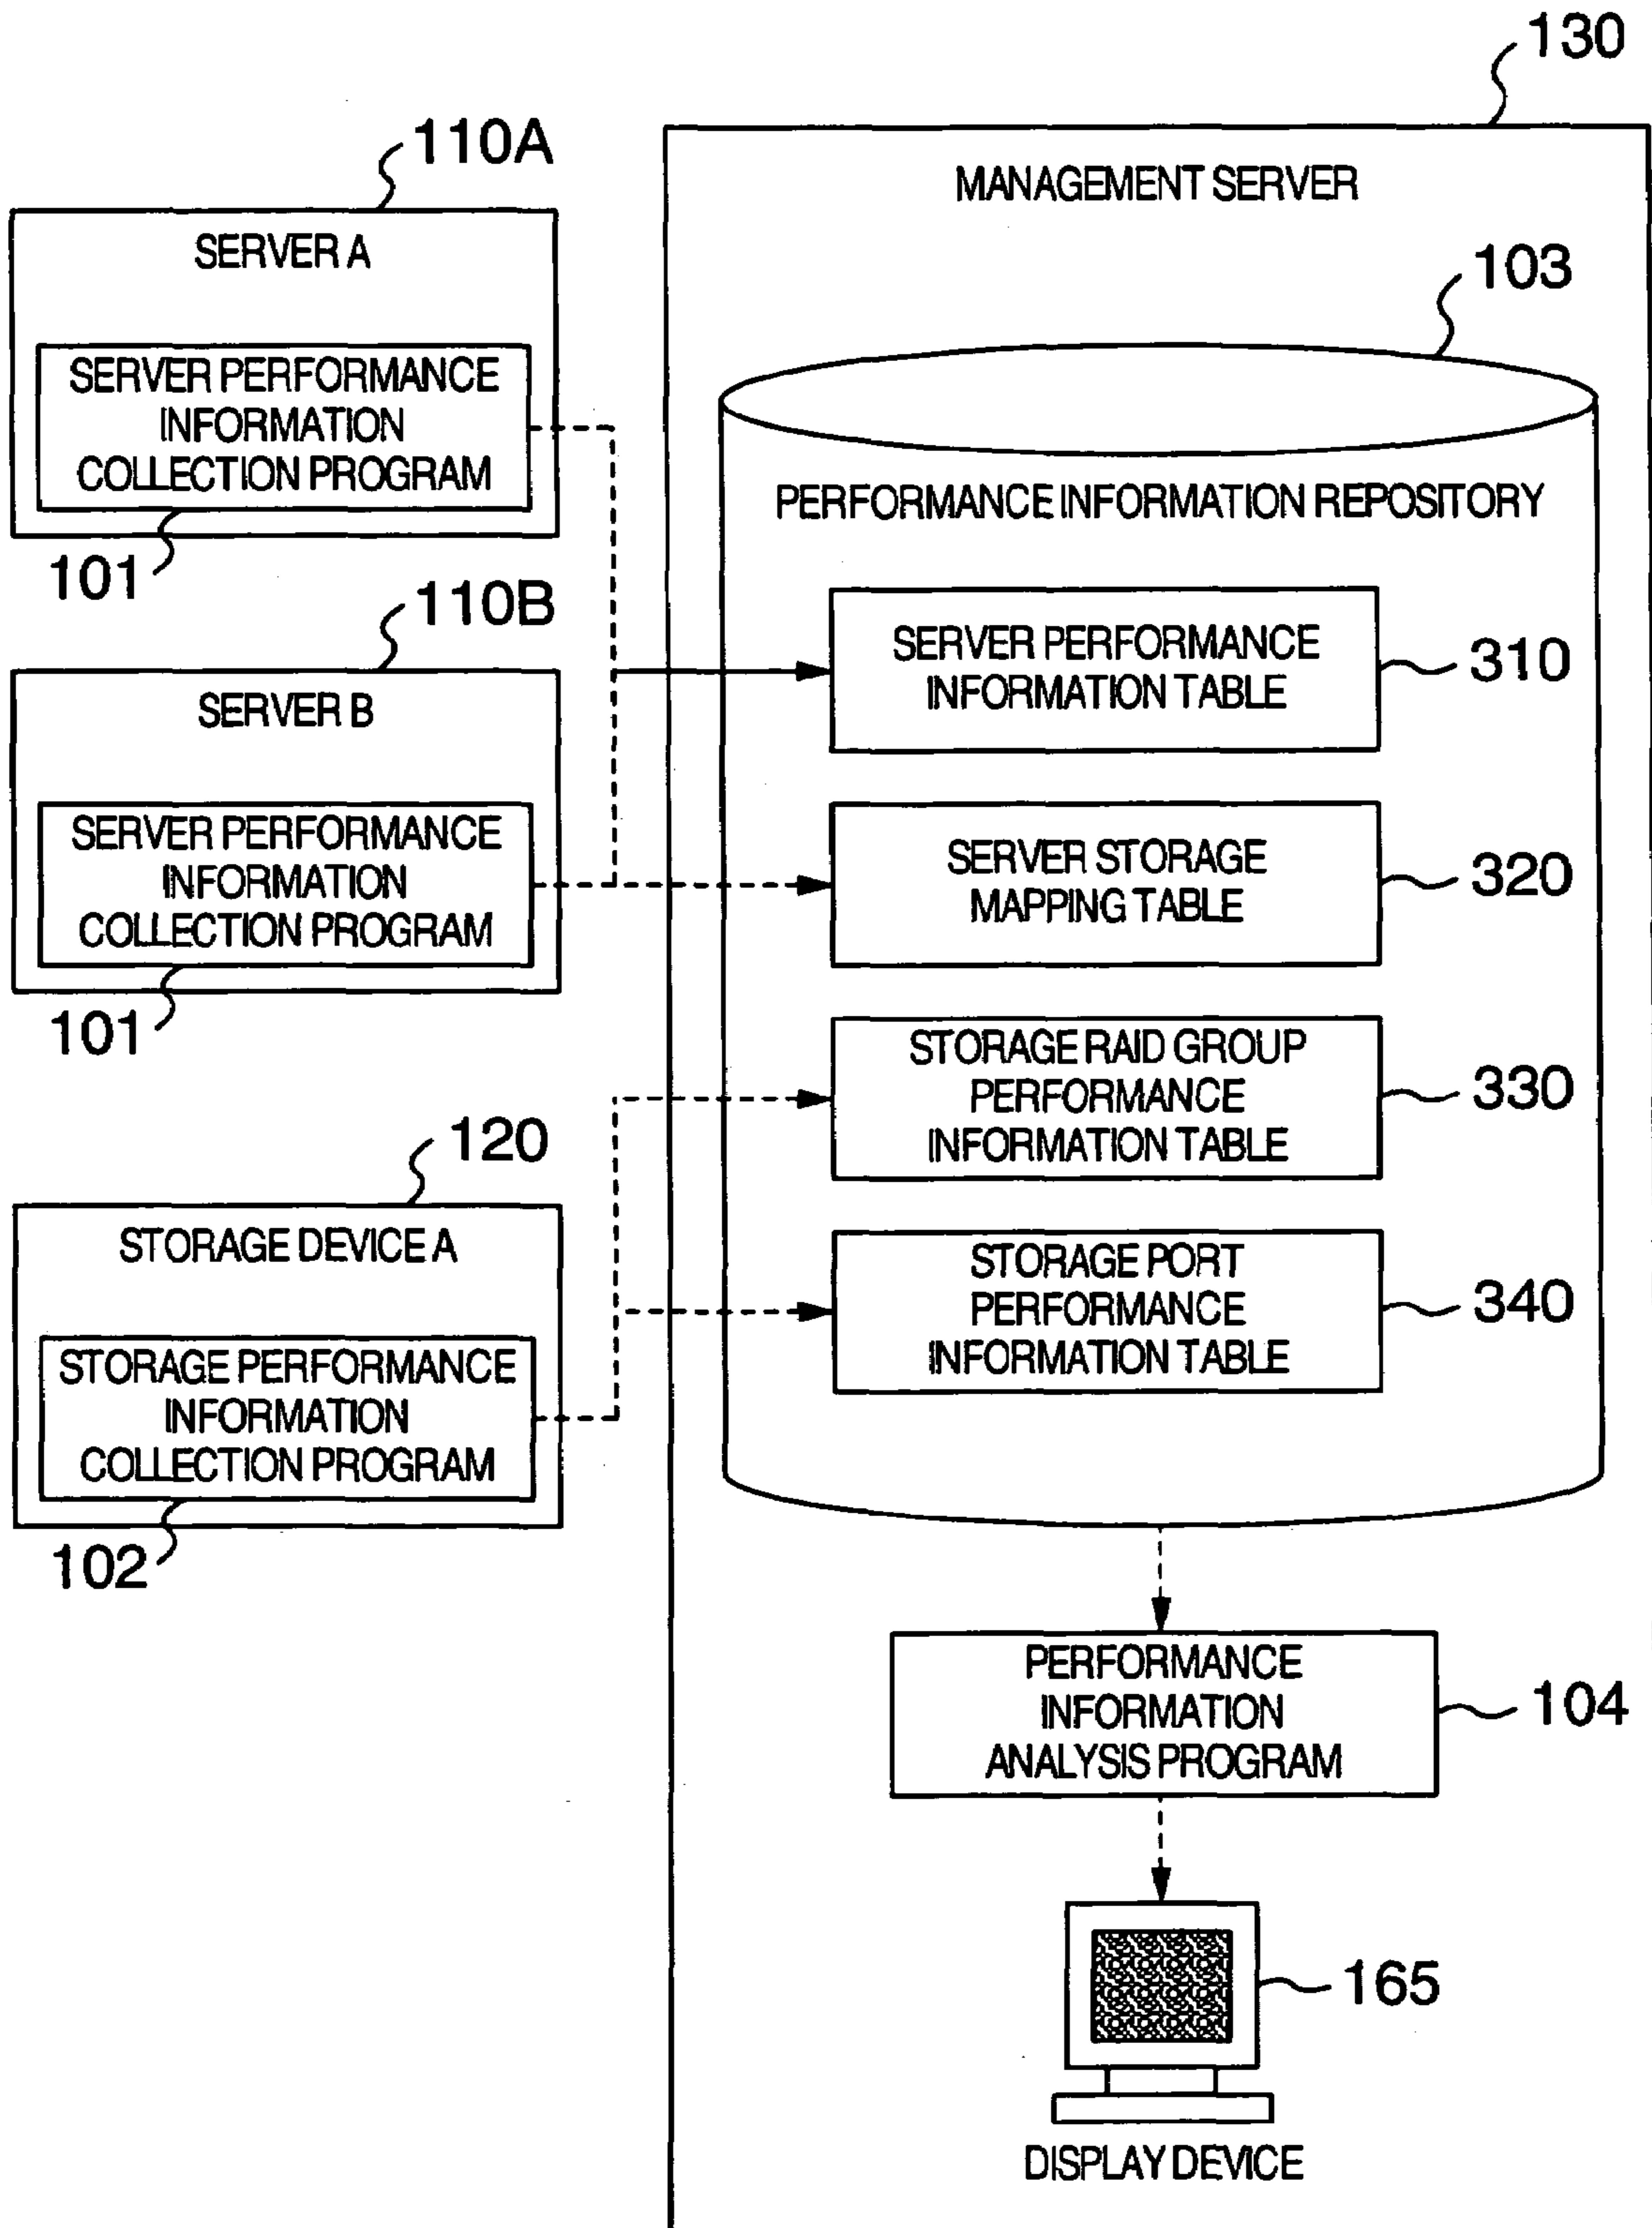 130
110A
MANAGEMENT SERVER
SERVER A
103
SERVER PERFORMANCE
INFORMATION
COLLECTION PROGRAM
PERFORMANCE INFORMATION REPOSITORY
101
110B
SERVER PERFORMANCE
INFORMATION TABLE
310
SERVER B
SERVER PERFORMANCE
INFORMATION
COLLECTION PROGRAM
SERVER STORAGE
MAPPING TABLE
320
101
STORAGE RAID GROUP
PERFORMANCE
INFORMATION TABLE
330
120
STORAGE DEVICE A
STORAGE PORT
PERFORMANCE
INFORMATION TABLE
340
STORAGE PERFORMANCE
INFORMATION
COLLECTION PROGRAM
102
PERFORMANCE
INFORMATION
ANALYSIS PROGRAM
104
165
DISPLAY DEVICE